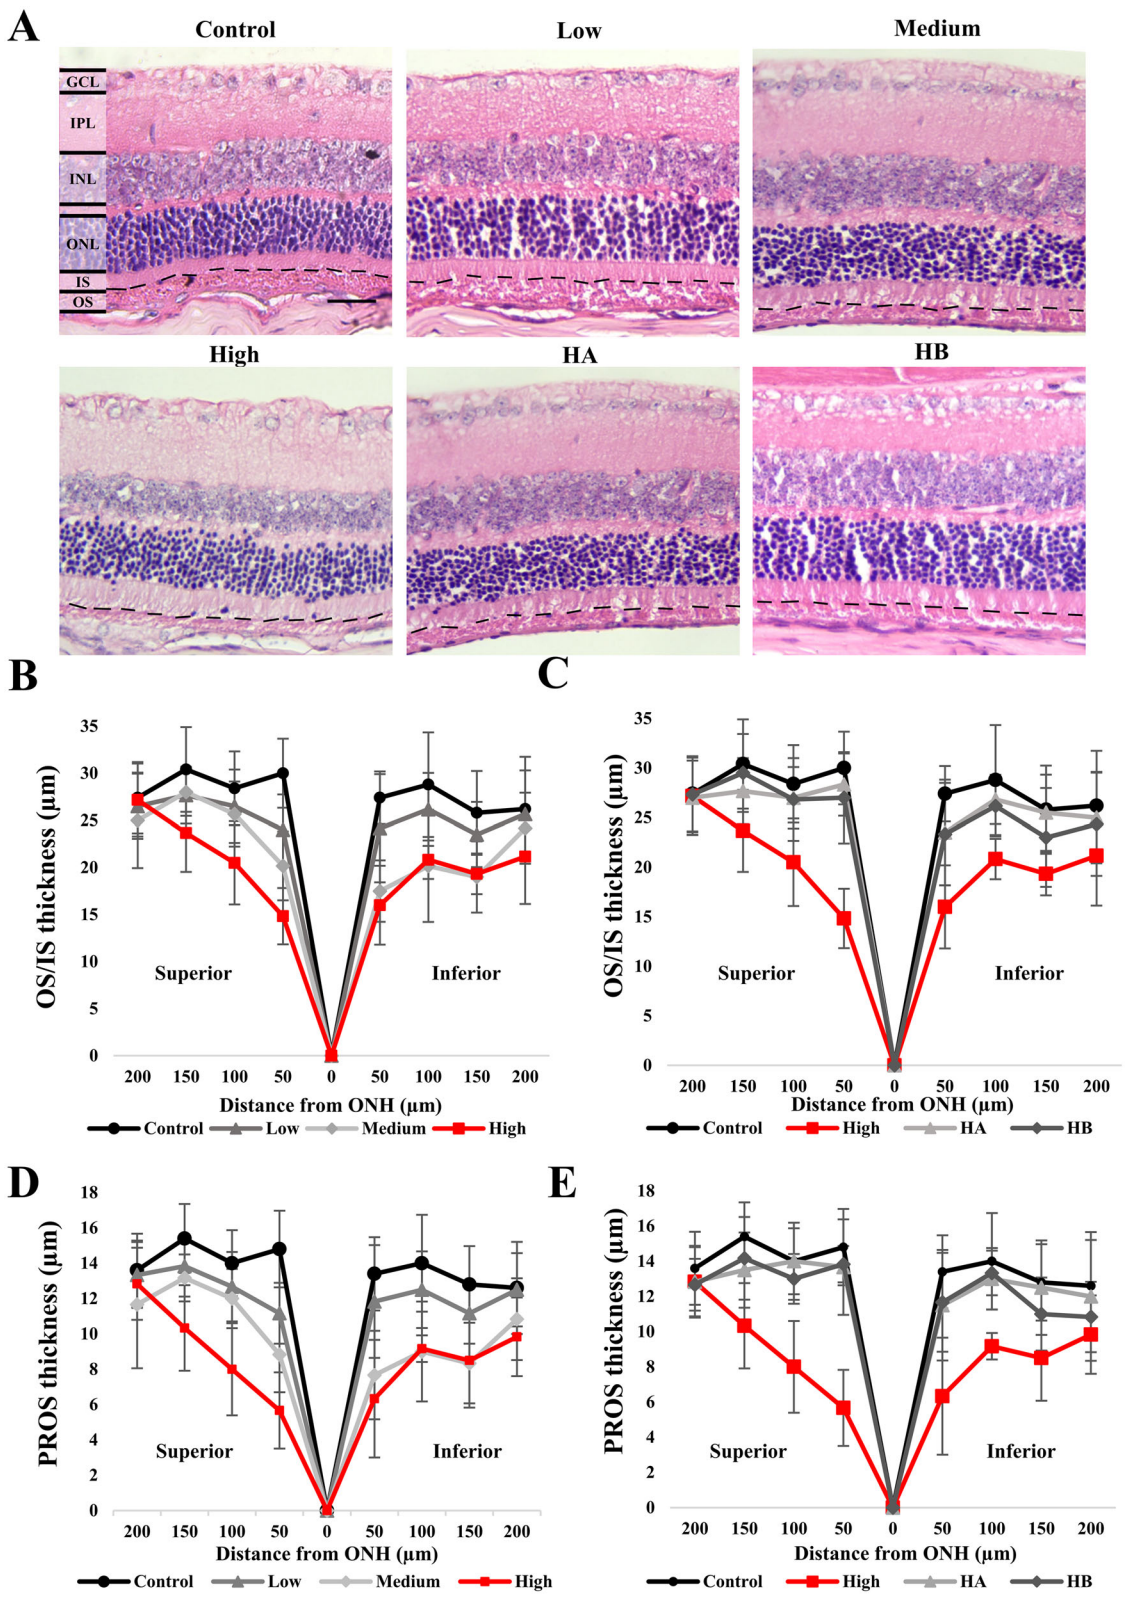 A
Control
Low
Medium
GCL
IPL
INL
ONL
IS
OS
High
HA
HB
B
OS/IS thickness (µm)
35
30
25
20
15
10
5
0
Superior
Inferior
200 150 100 50 0 50 100 150 200
Distance from ONH (µm)
Control Low Medium High
C
OS/IS thickness (µm)
35
30
25
20
15
10
5
0
Superior
Inferior
200 150 100 50 0 50 100 150 200
Distance from ONH (µm)
Control High HA HB
D
PROS thickness (µm)
18
16
14
12
10
8
6
4
2
0
Superior
Inferior
200 150 100 50 0 50 100 150 200
Distance from ONH (µm)
Control Low Medium High
E
PROS thickness (µm)
18
16
14
12
10
8
6
4
2
0
Superior
Inferior
200 150 100 50 0 50 100 150 200
Distance from ONH (µm)
Control High HA HB